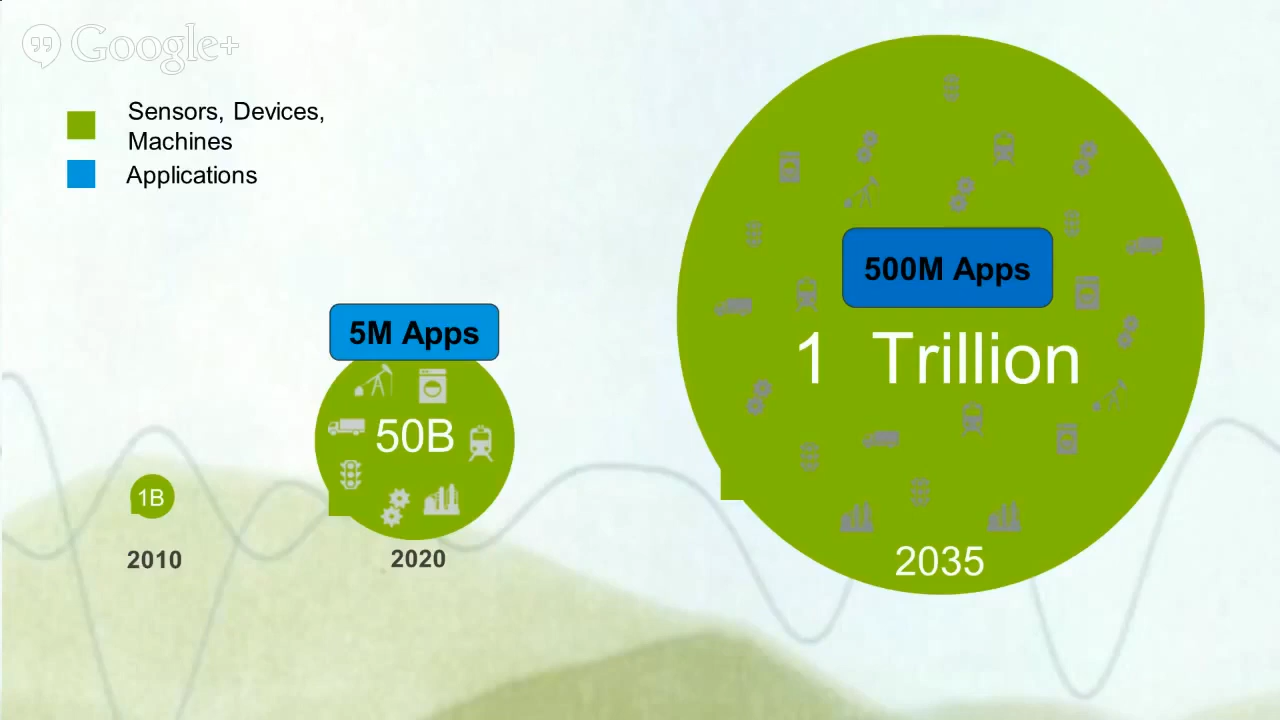 Google+
Sensors, Devices,
Machines
Applications
5M Apps
50B
1B
2010
2020
500M Apps
1 Trillion
2035